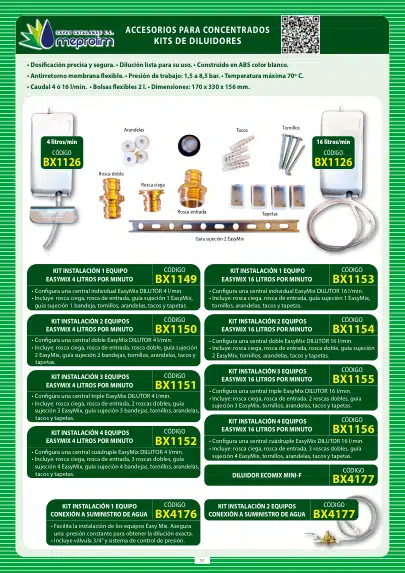 CATAS CATALANAS S.L.
meprolim
ACCESORIOS PARA CONCENTRADOS
KITS DE DILUIDORES
• Dosificación precisa y segura. • Dilución lista para su uso. • Construido en ABS color blanco.
• Antirretorno membrana flexible. • Presión de trabajo: 1,5 a 8,5 bar. • Temperatura máxima 70º C.
• Caudal 4 ó 16 l/min. • Bolsas flexibles 2 l. • Dimensiones: 170 x 330 x 156 mm.
4 litros/min
CÓDIGO
BX1126
Arandelas
Tacos
Tornillos
16 litros/min
CÓDIGO
BX1126
Rosca doble
Rosca ciega
Rosca entrada
Tapetas
Guía sujeción 2 EasyMix
KIT INSTALACIÓN 1 EQUIPO
EASYMIX 4 LITROS POR MINUTO
CÓDIGO
BX1149
• Configura una central individual EasyMix DILUTOR 4 l/min.
• Incluye: rosca ciega, rosca de entrada, guía sujeción 1 EasyMix,
guía sujeción 1 bandeja, tornillos, arandelas, tacos y tapetas.
KIT INSTALACIÓN 2 EQUIPOS
EASYMIX 4 LITROS POR MINUTO
CÓDIGO
BX1150
• Configura una central doble EasyMix DILUTOR 4 l/min.
• Incluye: rosca ciega, rosca de entrada, rosca doble, guía sujeción
2 EasyMix, guía sujeción 2 bandejas, tornillos, arandelas, tacos y
tapetas.
KIT INSTALACIÓN 3 EQUIPOS
EASYMIX 4 LITROS POR MINUTO
CÓDIGO
BX1151
• Configura una central triple EasyMix DILUTOR 4 l/min.
• Incluye: rosca ciega, rosca de entrada, 2 roscas dobles, guía
sujeción 3 EasyMix, guía sujeción 3 bandejas, tornillos, arandelas,
tacos y tapetas.
KIT INSTALACIÓN 4 EQUIPOS
EASYMIX 4 LITROS POR MINUTO
CÓDIGO
BX1152
• Configura una central cuádruple EasyMix DILUTOR 4 l/min.
• Incluye: rosca ciega, rosca de entrada, 3 roscas dobles, guía
sujeción 4 EasyMix, guía sujeción 4 bandejas, tornillos, arandelas,
tacos y tapetas.
KIT INSTALACIÓN 1 EQUIPO
EASYMIX 16 LITROS POR MINUTO
CÓDIGO
BX1153
• Configura una central individual EasyMix DILUTOR 16 l/min.
• Incluye: rosca ciega, rosca de entrada, guía sujeción 1 EasyMix,
tornillos, arandelas, tacos y tapetas.
KIT INSTALACIÓN 2 EQUIPOS
EASYMIX 16 LITROS POR MINUTO
CÓDIGO
BX1154
• Configura una central doble EasyMix DILUTOR 16 l/min.
• Incluye: rosca ciega, rosca de entrada, rosca doble, guía sujeción
2 EasyMix, tornillos, arandelas, tacos y tapetas.
KIT INSTALACIÓN 3 EQUIPOS
EASYMIX 16 LITROS POR MINUTO
CÓDIGO
BX1155
• Configura una central triple EasyMix DILUTOR 16 l/min.
• Incluye: rosca ciega, rosca de entrada, 2 roscas dobles, guía
sujeción 3 EasyMix, tornillos, arandelas, tacos y tapetas.
KIT INSTALACIÓN 4 EQUIPOS
EASYMIX 16 LITROS POR MINUTO
CÓDIGO
BX1156
• Configura una central cuádruple EasyMix DILUTOR 16 l/min.
• Incluye: rosca ciega, rosca de entrada, 3 roscas dobles, guía
sujeción 4 EasyMix, tornillos, arandelas, tacos y tapetas.
DILUIDOR ECOMIX MINI-F
CÓDIGO
BX4177
KIT INSTALACIÓN 1 EQUIPO
CONEXIÓN A SUMINISTRO DE AGUA
CÓDIGO
BX4176
• Facilita la instalación de los equipos Easy Mix. Asegura
una presión constante para obtener la dilución exacta.
• Incluye válvula 3/4" y sistema de control de presión.
KIT INSTALACIÓN 2 EQUIPOS
CONEXIÓN A SUMINISTRO DE AGUA
CÓDIGO
BX4177